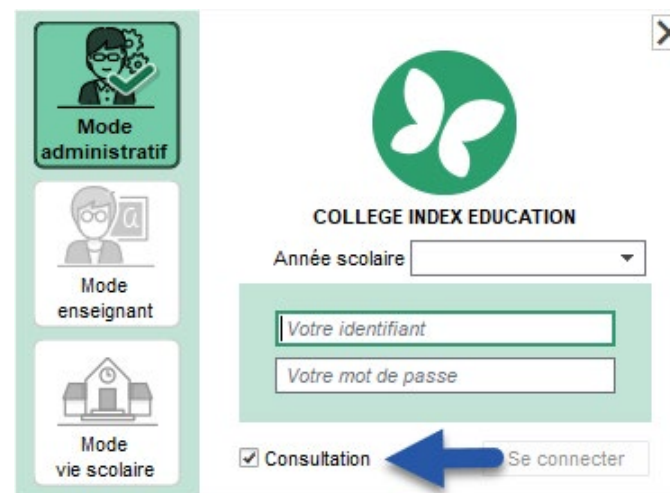 Mode
administratif
Mode
enseignant
Mode
vie scolaire
COLLEGE INDEX EDUCATION
Année scolaire
Votre identifiant
Votre mot de passe
Consultation
Se connecter